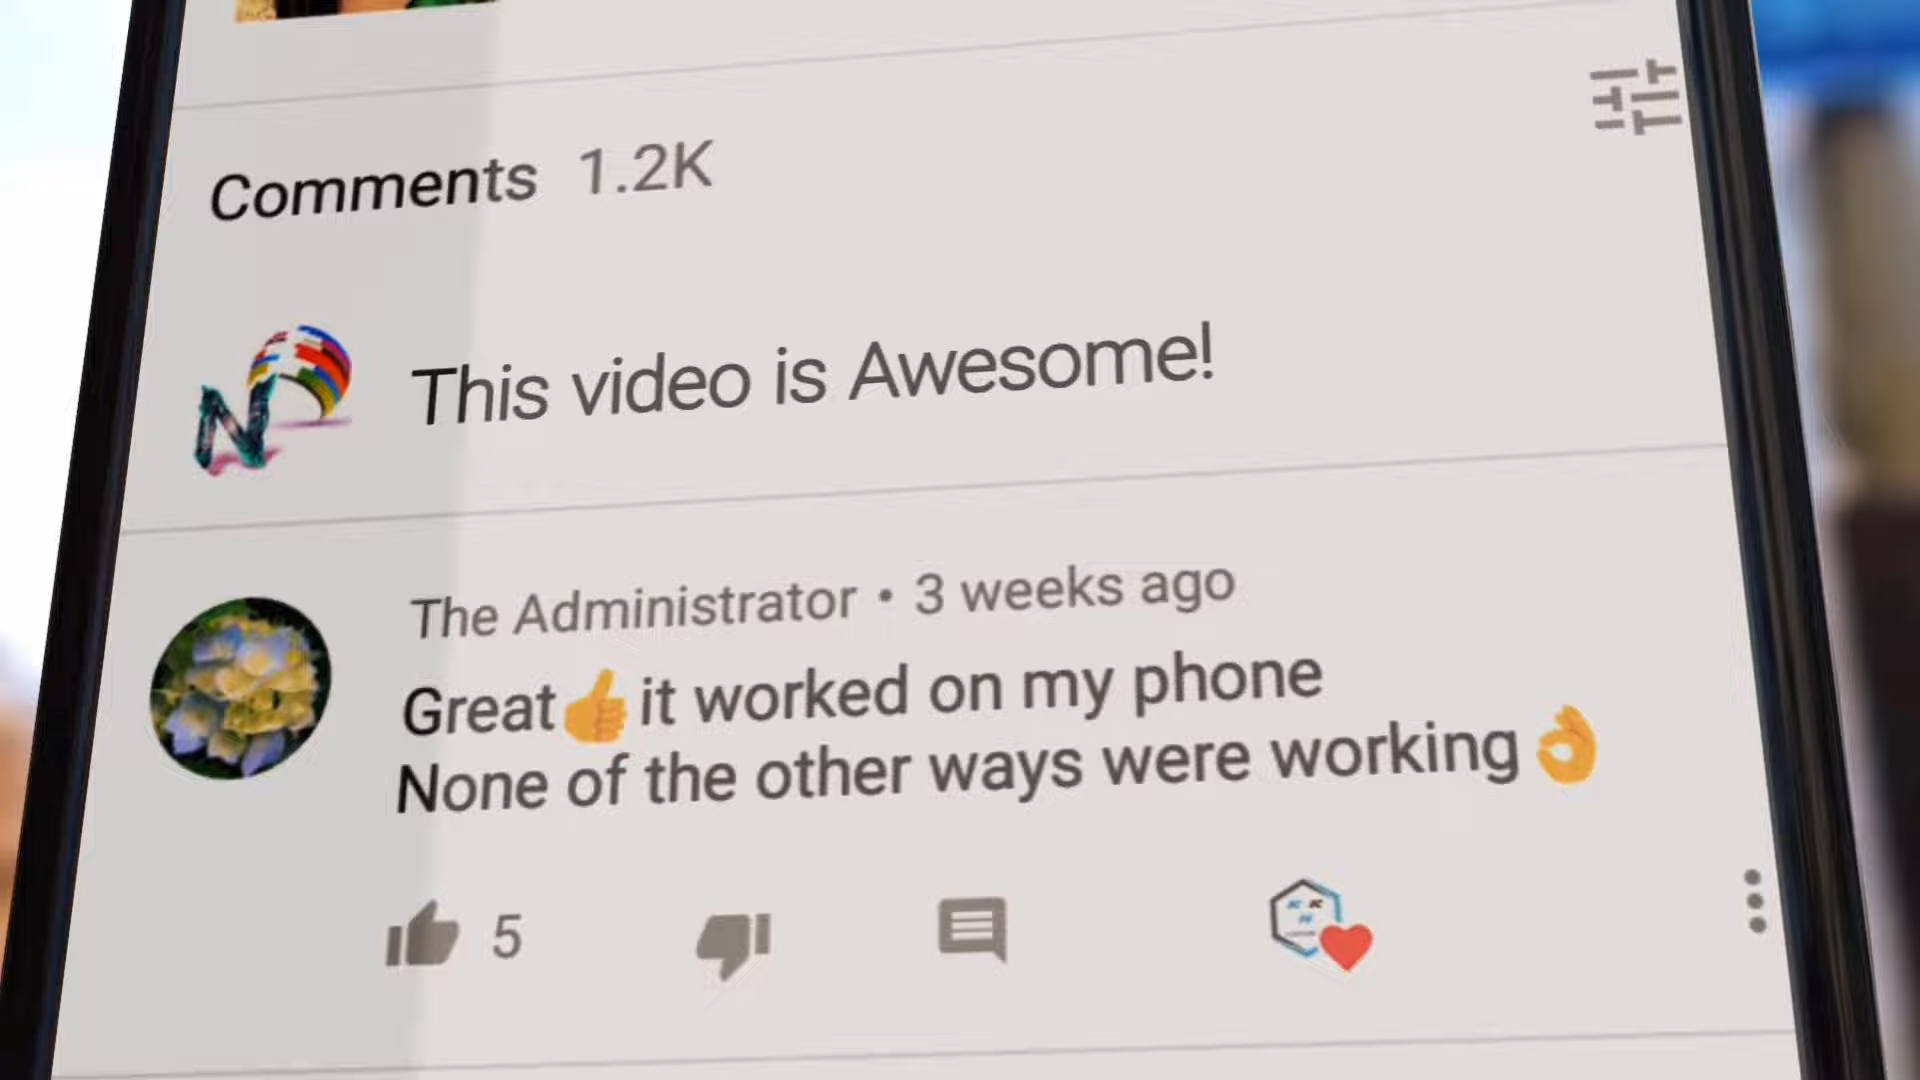 Comments 1.2K
This video is Awesome!
The Administrator • 3 weeks ago
Great👍it worked on my phone
None of the other ways were working👌
5